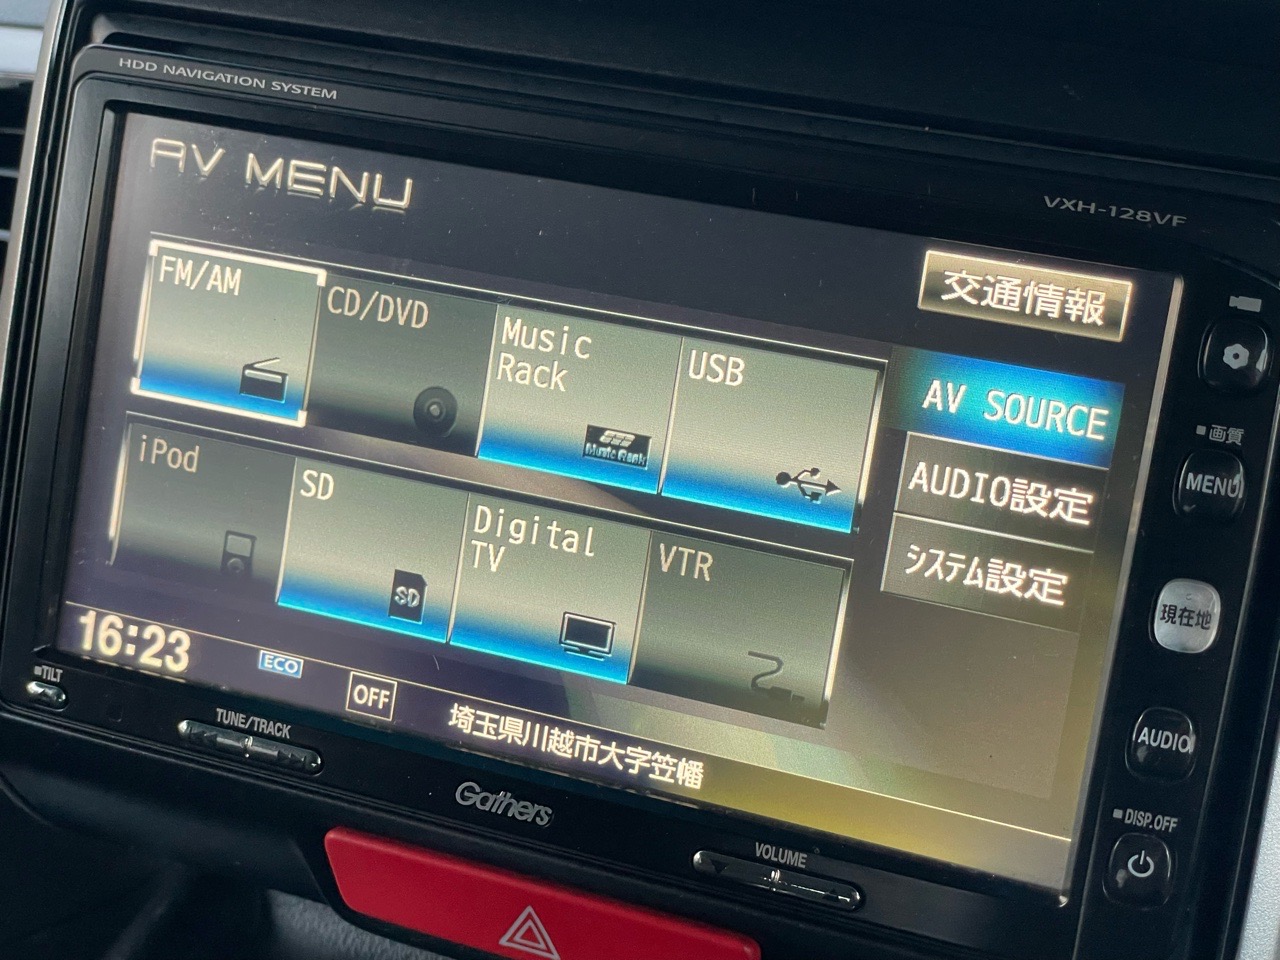 HDD NAVIGATION SYSTEM
VXH-128VF
AV MENU
交通情報
FM/AM
CD/DVD
Music
Rack
Music Rack
USB
AV SOURCE
AUDIO設定
システム設定
iPod
SD
SD
Digital
TV
VTR
16:23
ECO
OFF
埼玉県川越市大字笠幡
画質
MENU
現在地
AUDIO
DISP.OFF
TILT
TUNE/TRACK
Gathers
VOLUME